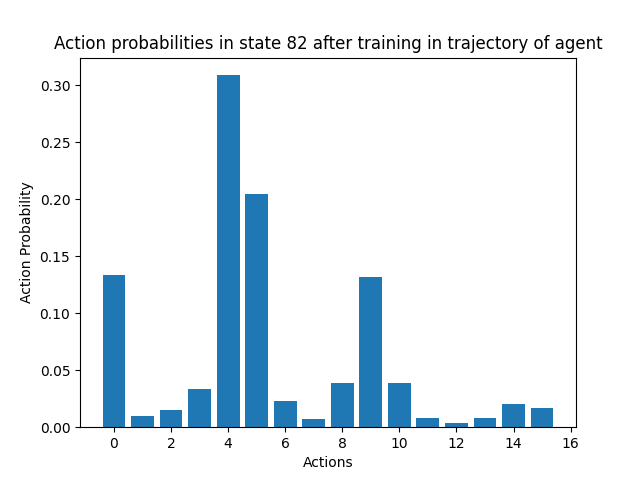 Action probabilities in state 82 after training in trajectory of agent
0.30
0.25
0.20
0.15
0.10
0.05
0.00
Action Probability
0 2 4 6 8 10 12 14 16
Actions